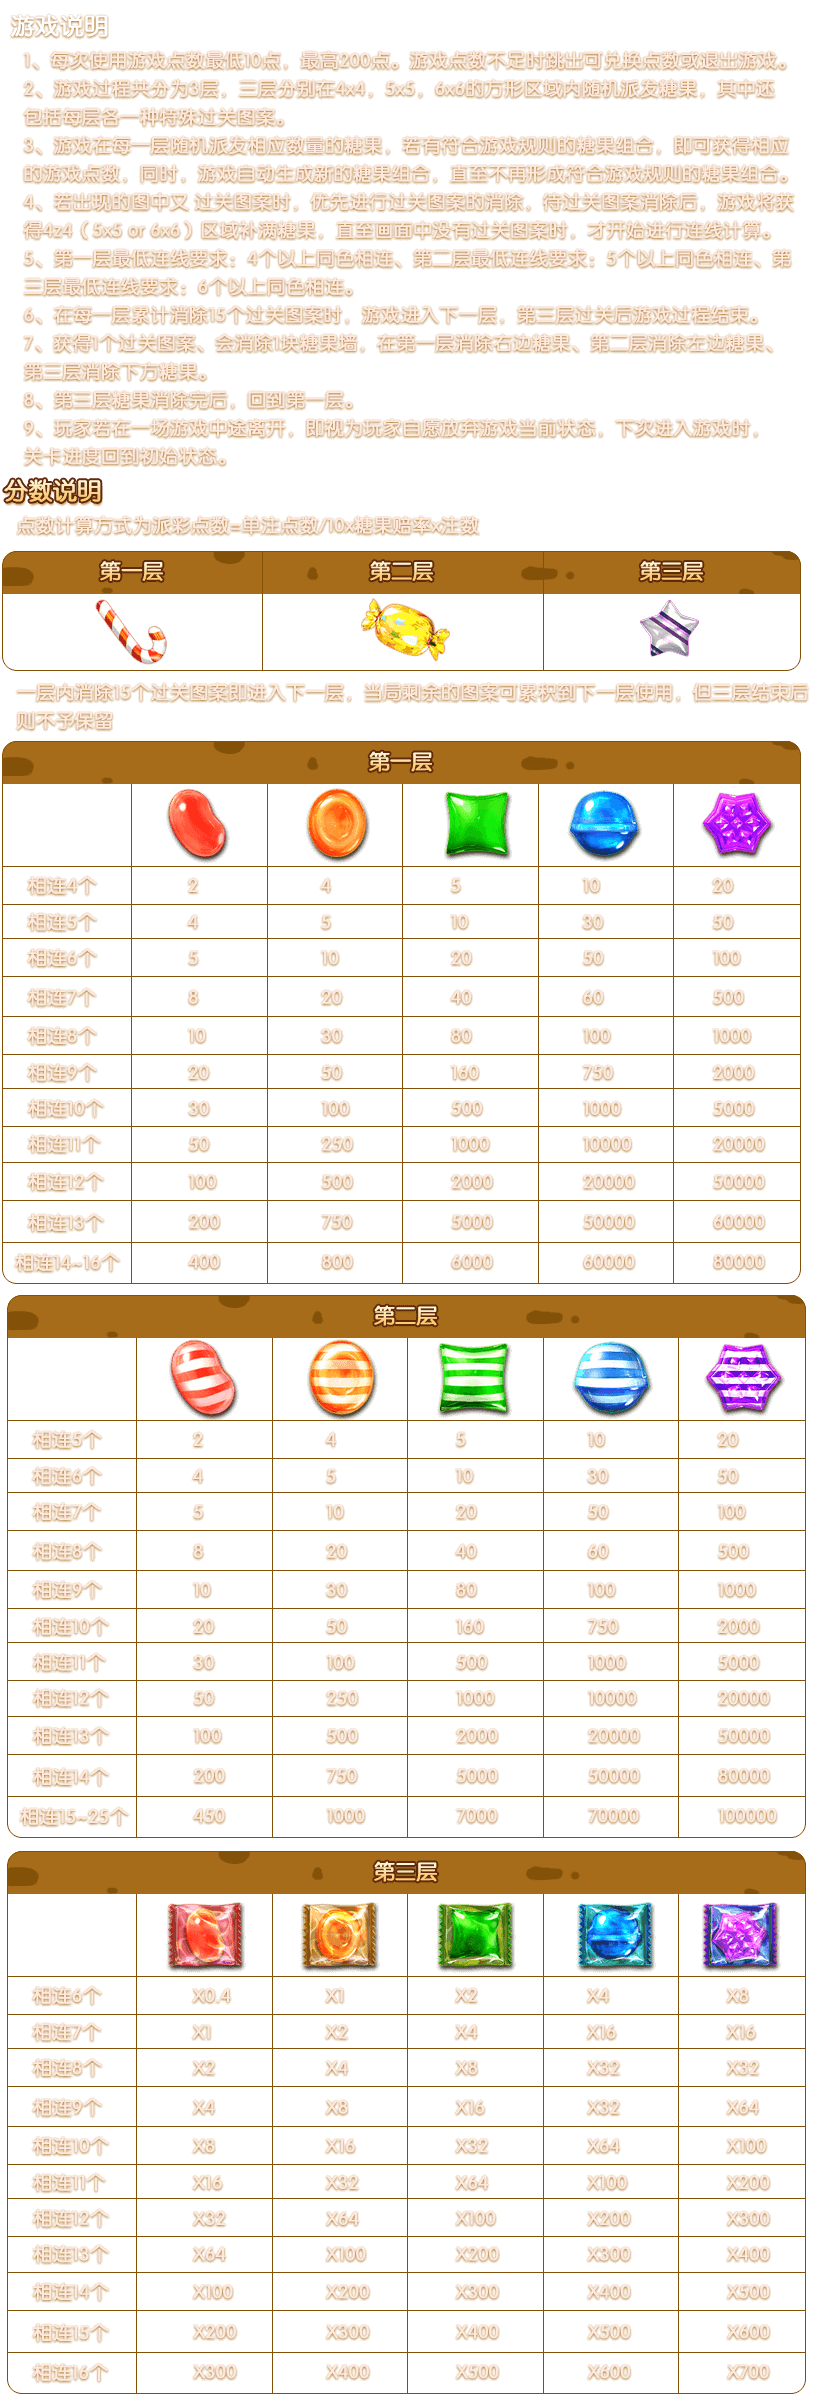 游戏说明
1、每次使用游戏点数最低10点，最高200点。游戏点数不足时跳出可兑换点数或退出游戏。
2、游戏过程共分为3层，三层分别在4x4，5x5，6x6的方形区域内随机派发糖果，其中还
包括每层各一种特殊过关图案。
3、游戏在每一层随机派发相应数量的糖果，若有符合游戏规则的糖果组合，即可获得相应
的游戏点数，同时，游戏自动生成新的糖果组合，直至不再形成符合游戏规则的糖果组合。
4、若出现的图中又 过关图案时，优先进行过关图案的消除，待过关图案消除后，游戏将获
得4z4（5x5 or 6x6）区域补满糖果，直至画面中没有过关图案时，才开始进行连线计算。
5、第一层最低连线要求：4个以上同色相连、第二层最低连线要求：5个以上同色相连、第
三层最低连线要求：6个以上同色相连。
6、在每一层累计消除15个过关图案时，游戏进入下一层，第三层过关后游戏过程结束。
7、获得1个过关图案、会消除1块糖果墙，在第一层消除右边糖果、第二层消除左边糖果、
第三层消除下方糖果。
8、第三层糖果消除完后，回到第一层。
9、玩家若在一场游戏中途离开，即视为玩家自愿放弃游戏当前状态，下次进入游戏时，
关卡进度回到初始状态。
分数说明
点数计算方式为派彩点数=单注点数/10x糖果赔率x注数
第一层 第二层 第三层
一层内消除15个过关图案即进入下一层，当局剩余的图案可累积到下一层使用，但三层结束后
则不予保留
第一层
相连4个 2 4 5 10 20
相连5个 4 5 10 30 50
相连6个 5 10 20 50 100
相连7个 8 20 40 60 500
相连8个 10 30 80 100 1000
相连9个 20 50 160 750 2000
相连10个 30 100 500 1000 5000
相连11个 50 250 1000 10000 20000
相连12个 100 500 2000 20000 50000
相连13个 200 750 5000 50000 60000
相连14~16个 400 800 6000 60000 80000
第二层
相连5个 2 4 5 10 20
相连6个 4 5 10 30 50
相连7个 5 10 20 50 100
相连8个 8 20 40 60 500
相连9个 10 30 80 100 1000
相连10个 20 50 160 750 2000
相连11个 30 100 500 1000 5000
相连12个 50 250 1000 10000 20000
相连13个 100 500 2000 20000 50000
相连14个 200 750 5000 50000 80000
相连15~25个 450 1000 7000 70000 100000
第三层
相连6个 X0.4 X1 X2 X4 X8
相连7个 X1 X2 X4 X16 X16
相连8个 X2 X4 X8 X32 X32
相连9个 X4 X8 X16 X32 X64
相连10个 X8 X16 X32 X64 X100
相连11个 X16 X32 X64 X100 X200
相连12个 X32 X64 X100 X200 X300
相连13个 X64 X100 X200 X300 X400
相连14个 X100 X200 X300 X400 X500
相连15个 X200 X300 X400 X500 X600
相连16个 X300 X400 X500 X600 X700